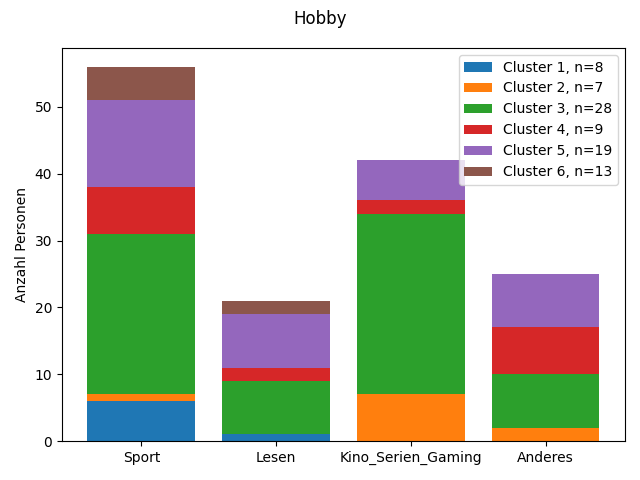 Hobby
Anzahl Personen
50
40
30
20
10
0
Cluster 1, n=8
Cluster 2, n=7
Cluster 3, n=28
Cluster 4, n=9
Cluster 5, n=19
Cluster 6, n=13
Sport
Lesen
Kino_Serien_Gaming
Anderes